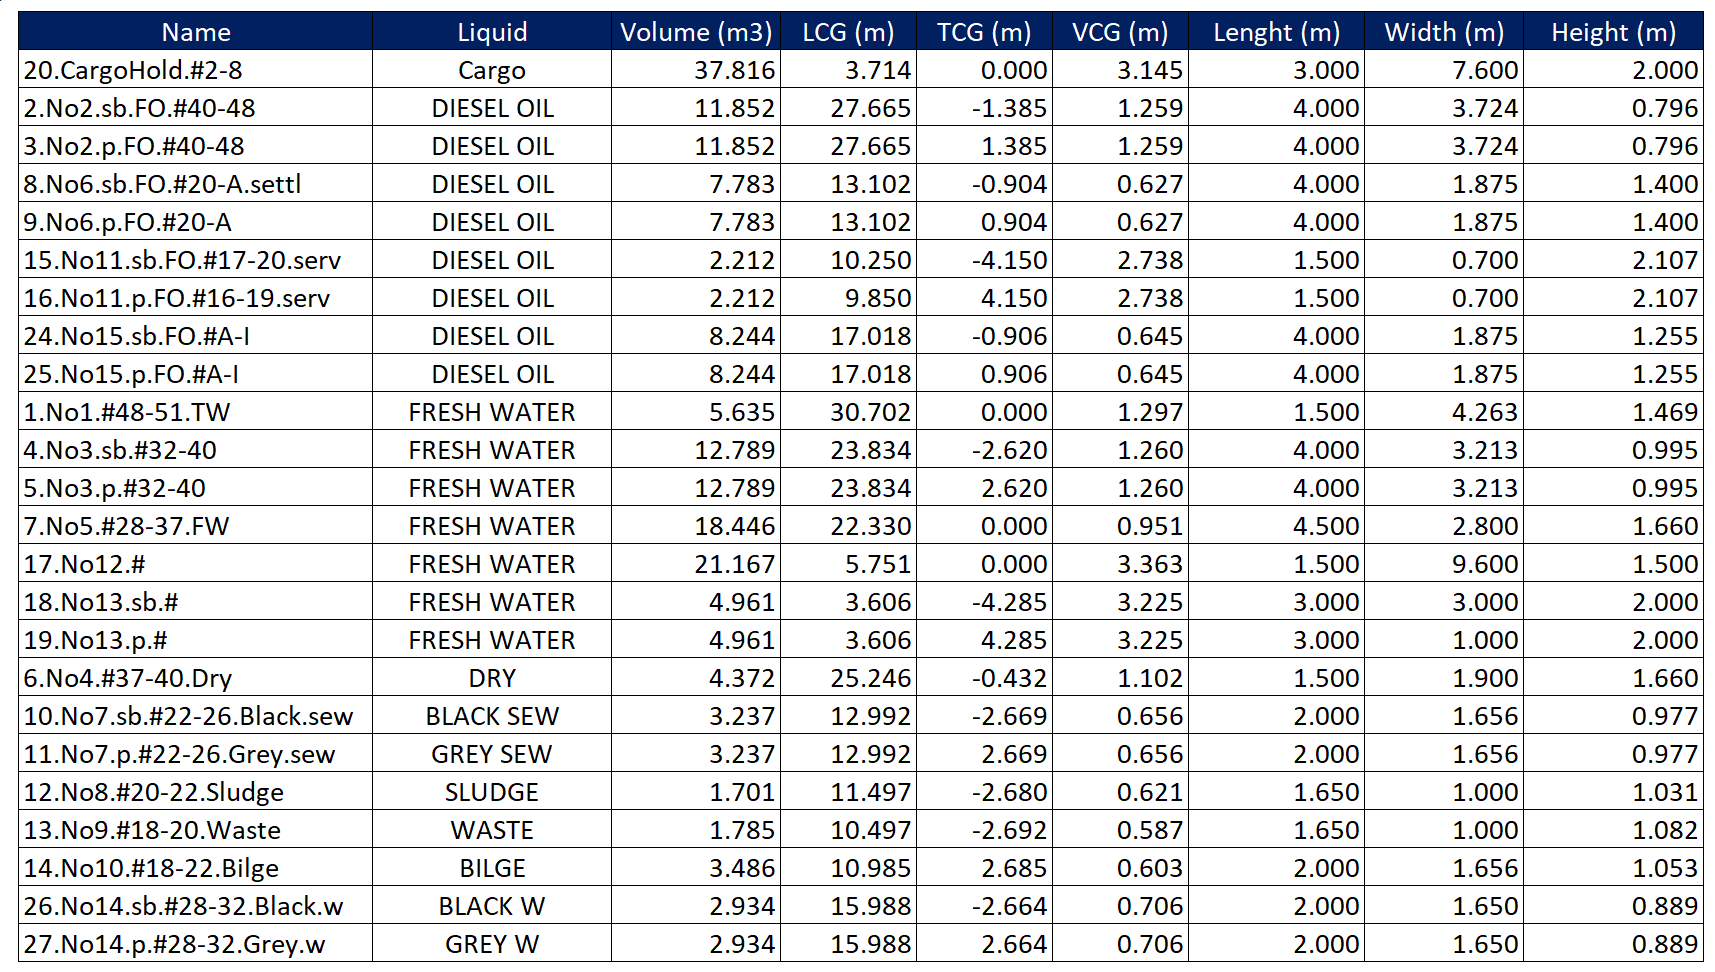 Name Liquid Volume (m3) LCG (m) TCG (m) VCG (m) Lenght (m) Width (m) Height (m)
20.CargoHold.#2-8 Cargo 37.816 3.714 0.000 3.145 3.000 7.600 2.000
2.No2.sb.FO.#40-48 DIESEL OIL 11.852 27.665 -1.385 1.259 4.000 3.724 0.796
3.No2.p.FO.#40-48 DIESEL OIL 11.852 27.665 1.385 1.259 4.000 3.724 0.796
8.No6.sb.FO.#20-A.settl DIESEL OIL 7.783 13.102 -0.904 0.627 4.000 1.875 1.400
9.No6.p.FO.#20-A DIESEL OIL 7.783 13.102 0.904 0.627 4.000 1.875 1.400
15.No11.sb.FO.#17-20.serv DIESEL OIL 2.212 10.250 -4.150 2.738 1.500 0.700 2.107
16.No11.p.FO.#16-19.serv DIESEL OIL 2.212 9.850 4.150 2.738 1.500 0.700 2.107
24.No15.sb.FO.#A-I DIESEL OIL 8.244 17.018 -0.906 0.645 4.000 1.875 1.255
25.No15.p.FO.#A-I DIESEL OIL 8.244 17.018 0.906 0.645 4.000 1.875 1.255
1.No1.#48-51.TW FRESH WATER 5.635 30.702 0.000 1.297 1.500 4.263 1.469
4.No3.sb.#32-40 FRESH WATER 12.789 23.834 -2.620 1.260 4.000 3.213 0.995
5.No3.p.#32-40 FRESH WATER 12.789 23.834 2.620 1.260 4.000 3.213 0.995
7.No5.#28-37.FW FRESH WATER 18.446 22.330 0.000 0.951 4.500 2.800 1.660
17.No12.# FRESH WATER 21.167 5.751 0.000 3.363 1.500 9.600 1.500
18.No13.sb.# FRESH WATER 4.961 3.606 -4.285 3.225 3.000 3.000 2.000
19.No13.p.# FRESH WATER 4.961 3.606 4.285 3.225 3.000 1.000 2.000
6.No4.#37-40.Dry DRY 4.372 25.246 -0.432 1.102 1.500 1.900 1.660
10.No7.sb.#22-26.Black.sew BLACK SEW 3.237 12.992 -2.669 0.656 2.000 1.656 0.977
11.No7.p.#22-26.Grey.sew GREY SEW 3.237 12.992 2.669 0.656 2.000 1.656 0.977
12.No8.#20-22.Sludge SLUDGE 1.701 11.497 -2.680 0.621 1.650 1.000 1.031
13.No9.#18-20.Waste WASTE 1.785 10.497 -2.692 0.587 1.650 1.000 1.082
14.No10.#18-22.Bilge BILGE 3.486 10.985 2.685 0.603 2.000 1.656 1.053
26.No14.sb.#28-32.Black.w BLACK W 2.934 15.988 -2.664 0.706 2.000 1.650 0.889
27.No14.p.#28-32.Grey.w GREY W 2.934 15.988 2.664 0.706 2.000 1.650 0.889